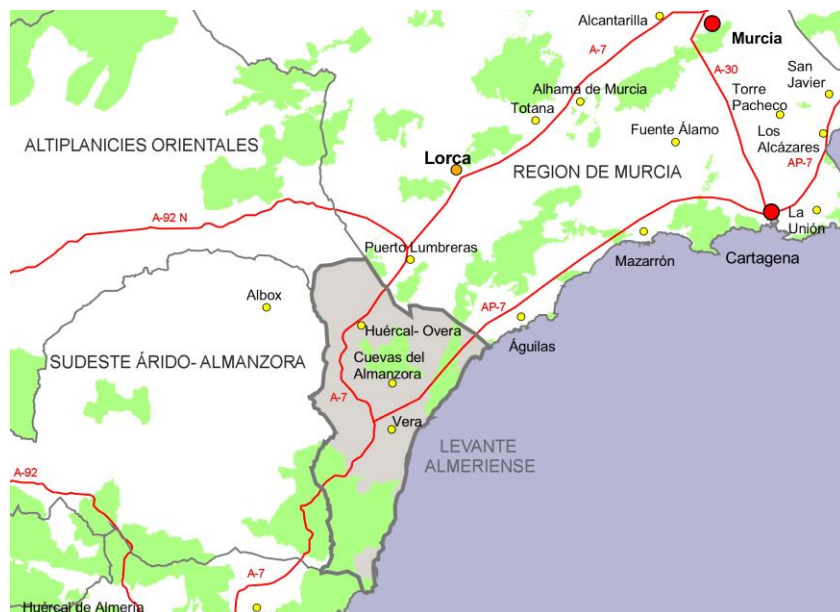 Alcantarilla
Murcia
A-7
A-30
San
Javier
Alhama de Murcia
Torre
Pacheco
Totana
Los
Alcázares
Fuente Álamo
ALTIPLANICIES ORIENTALES
Lorca
REGION DE MURCIA
AP-7
A-92 N
La
Unión
Puerto Lumbreras
Mazarrón
Cartagena
Albox
AP-7
Huércal- Overa
Águilas
SUDESTE ÁRIDO- ALMANZORA
Cuevas del
Almanzora
A-7
Vera
LEVANTE
ALMERIENSE
A-92
A-7
Huércal de Almería